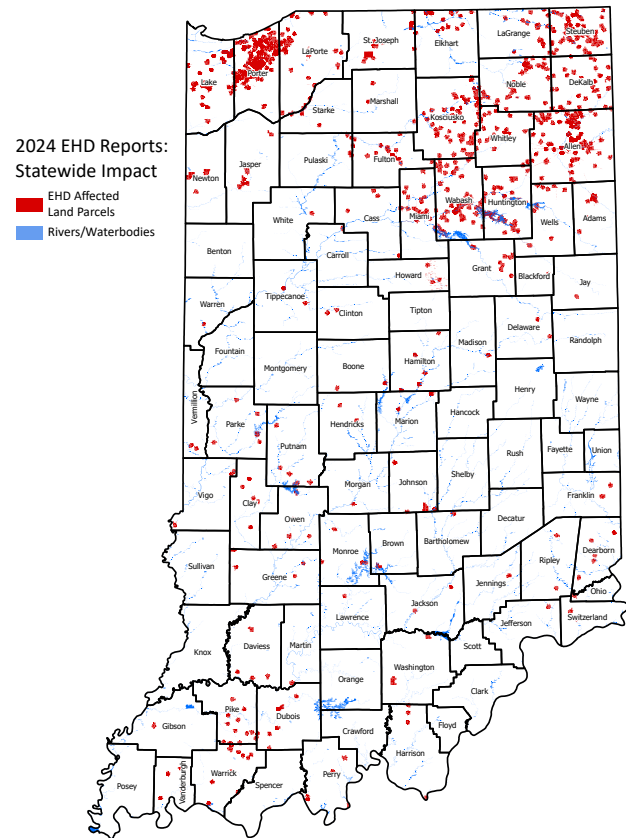 2024 EHD Reports:
Statewide Impact
EHD Affected
Land Parcels
Rivers/Waterbodies
Lake
Porter
LaPorte
St. Joseph
Elkhart
LaGrange
Steuben
Noble
DeKalb
Starke
Marshall
Kosciusko
Whitley
Allen
Newton
Jasper
Pulaski
Fulton
White
Cass
Miami
Wabash
Huntington
Wells
Adams
Benton
Carroll
Howard
Grant
Blackford
Jay
Warren
Tippecanoe
Clinton
Tipton
Fountain
Montgomery
Boone
Hamilton
Madison
Delaware
Randolph
Vermillion
Parke
Putnam
Hendricks
Marion
Hancock
Henry
Wayne
Rush
Fayette
Union
Vigo
Clay
Owen
Morgan
Johnson
Shelby
Franklin
Decatur
Sullivan
Greene
Monroe
Brown
Bartholomew
Jennings
Ripley
Dearborn
Ohio
Knox
Daviess
Martin
Lawrence
Jackson
Jefferson
Switzerland
Scott
Washington
Orange
Clark
Gibson
Pike
Dubois
Crawford
Harrison
Floyd
Posey
Vanderburgh
Warrick
Spencer
Perry